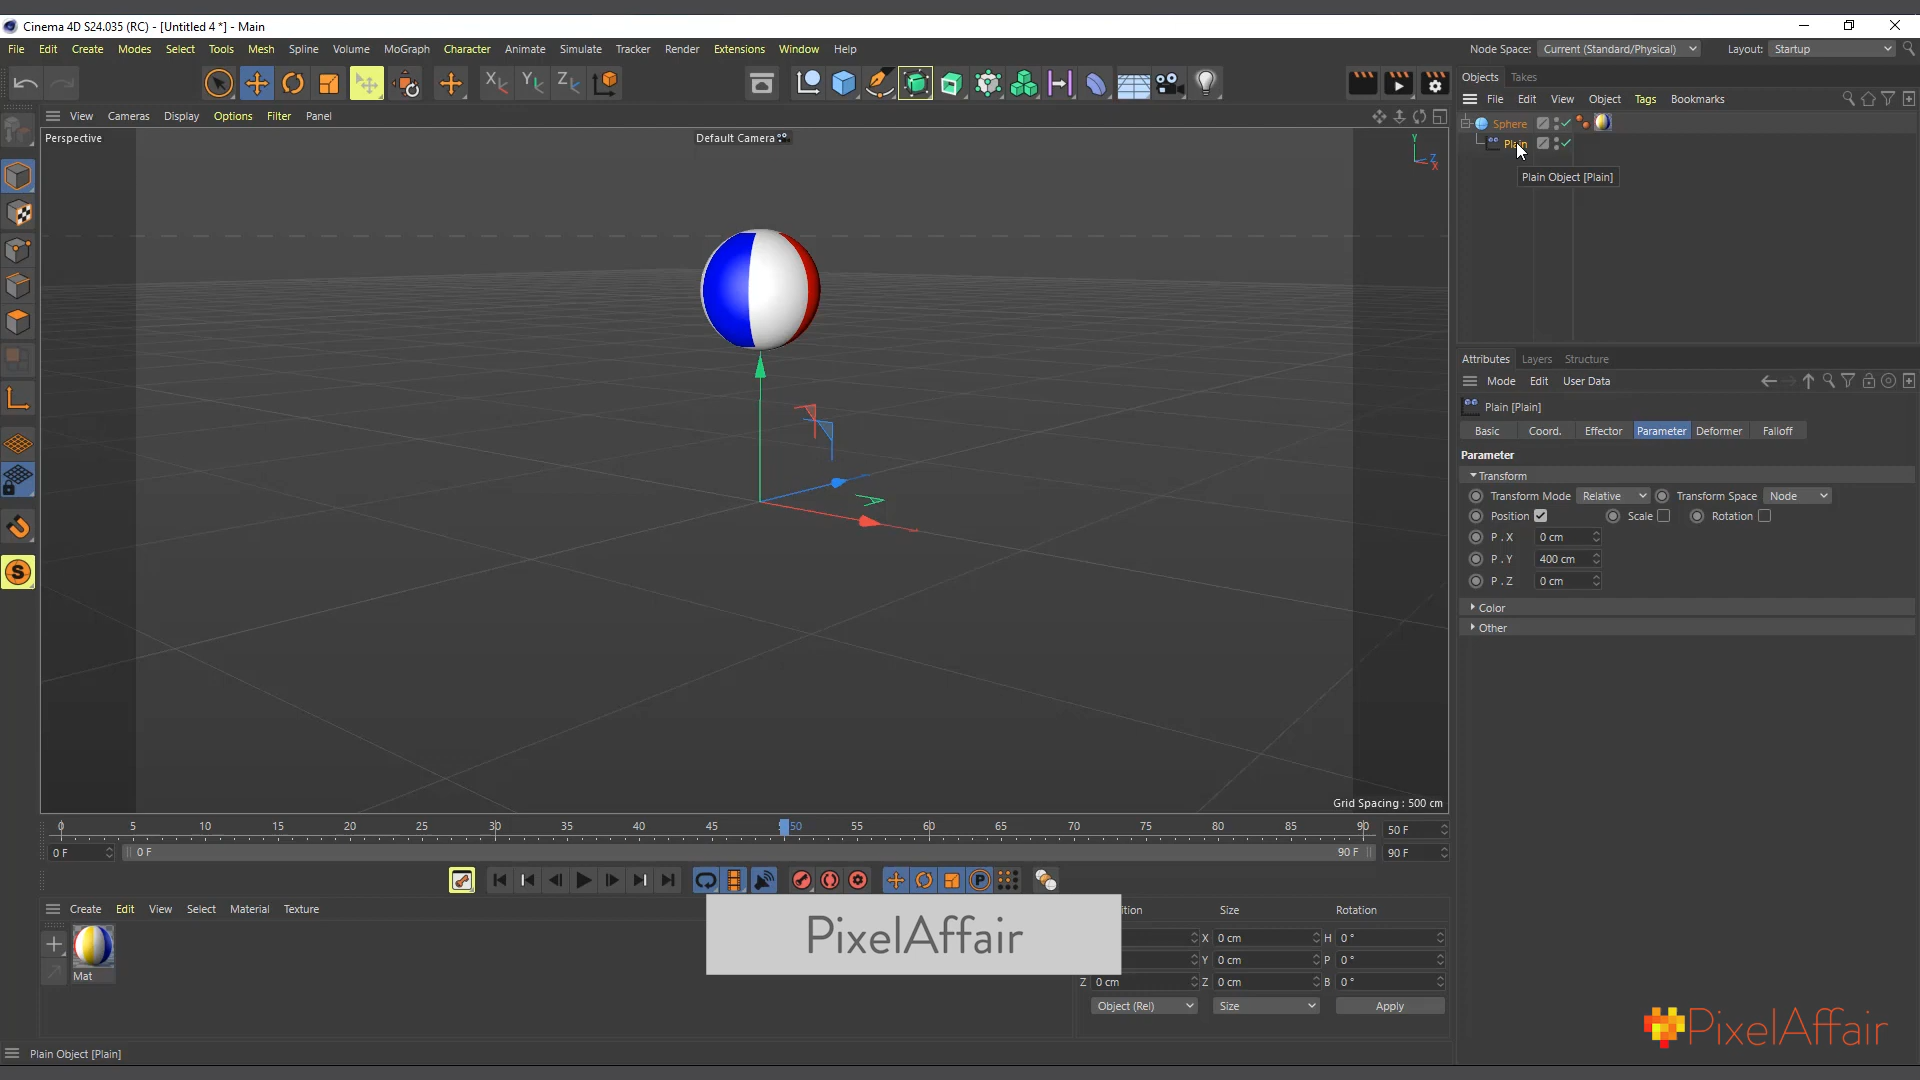 Cinema 4D S24.035 (RC) - [Untitled 4 *] - Main
File Edit Create Modes Select Tools Mesh Spline Volume MoGraph Character Animate Simulate Tracker Render Extensions Window Help Node Space: Current (Standard/Physical) Layout: Startup
X Y Z
Objects Takes
File Edit View Object Tags Bookmarks
View Cameras Display Options Filter Panel
Perspective Default Camera
Y Z X
Sphere
Plain
Plain Object [Plain]
Attributes Layers Structure
Mode Edit User Data
Plain [Plain]
Basic Coord. Effector Parameter Deformer Falloff
Parameter
Transform
Transform Mode Relative Transform Space Node
Position Scale Rotation
P . X 0 cm
P . Y 400 cm
P . Z 0 cm
Color
Other
S
Grid Spacing : 500 cm
0 5 10 15 20 25 30 35 40 45 50 55 60 65 70 75 80 85 90 50 F
0 F 0 F 90 F 90 F
P
Create Edit View Select Material Texture
Mat
ition Size Rotation
X 0 cm H 0 °
Y 0 cm P 0 °
Z 0 cm Z 0 cm B 0 °
Object (Rel) Size Apply
PixelAffair
PixelAffair
Plain Object [Plain]